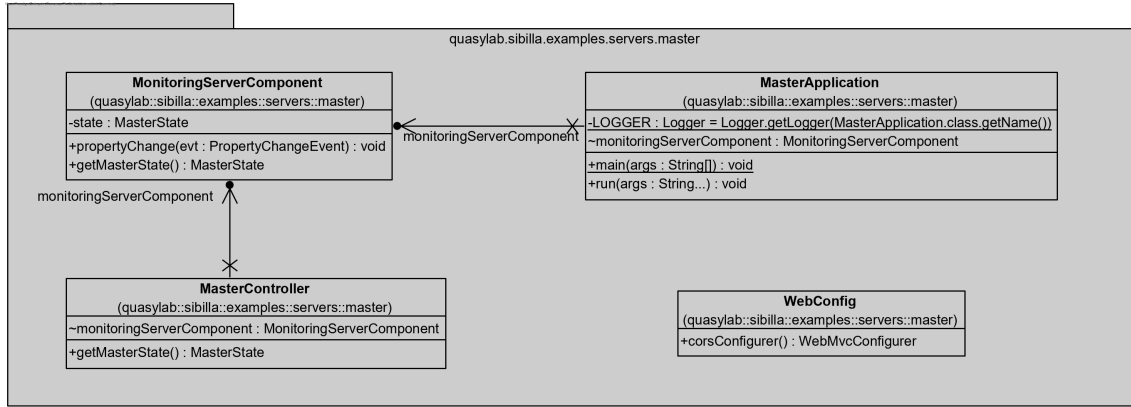 quasylab.sibilla.examples.servers.master
MonitoringServerComponent
(quasylab::sibilla::examples::servers::master)
-state : MasterState
+propertyChange(evt : PropertyChangeEvent) : void
+getMasterState() : MasterState
monitoringServerComponent
MasterApplication
(quasylab::sibilla::examples::servers::master)
-LOGGER : Logger = Logger.getLogger(MasterApplication.class.getName())
~monitoringServerComponent : MonitoringServerComponent
+main(args : String[]) : void
+run(args : String...) : void
monitoringServerComponent
MasterController
(quasylab::sibilla::examples::servers::master)
~monitoringServerComponent : MonitoringServerComponent
+getMasterState() : MasterState
WebConfig
(quasylab::sibilla::examples::servers::master)
+corsConfigurer() : WebMvcConfigurer